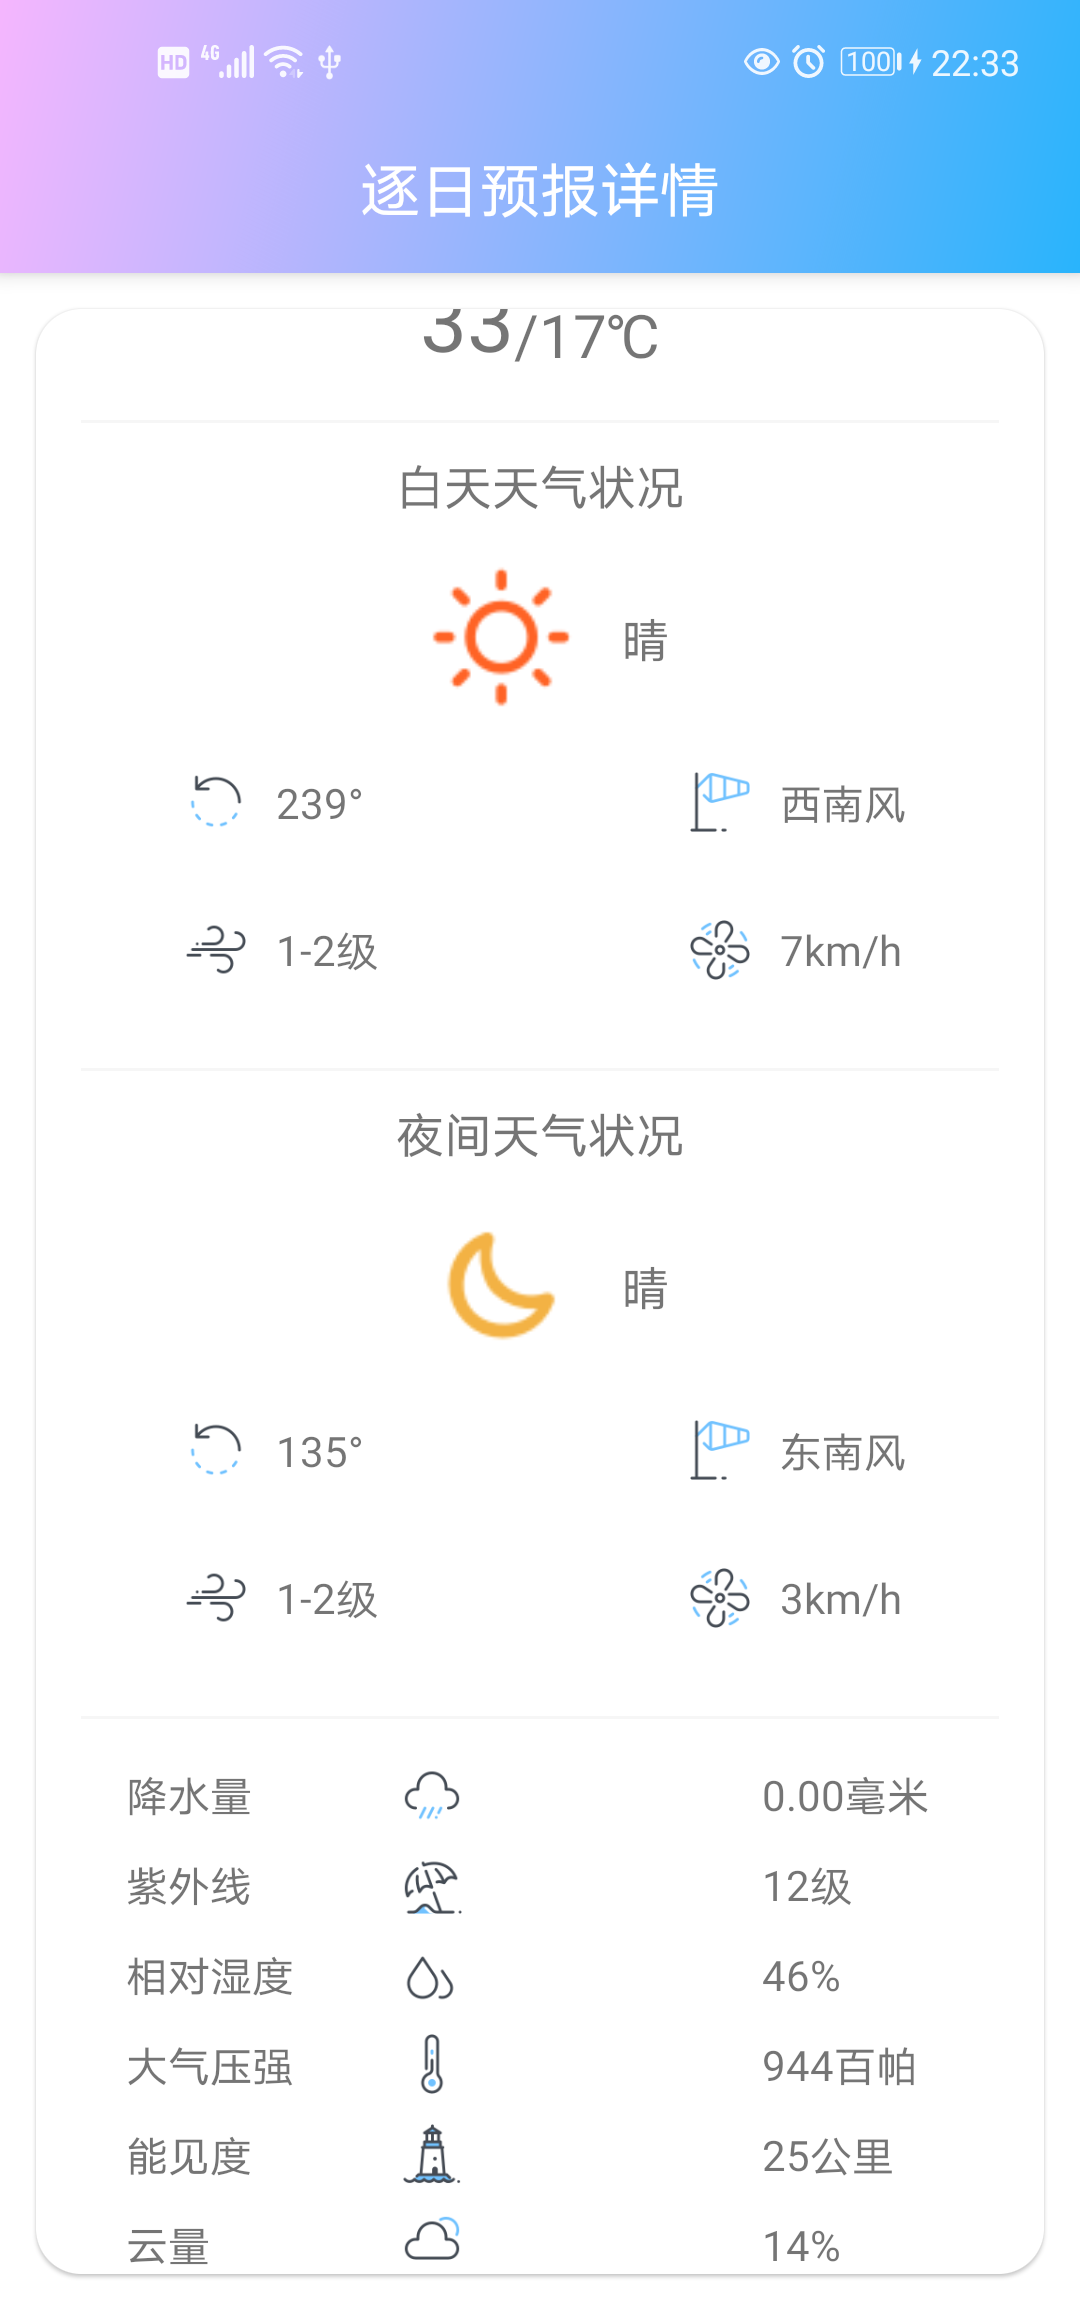 HD 4G 100 22:33
逐日预报详情
33/17℃
白天天气状况
晴
239° 西南风
1-2级 7km/h
夜间天气状况
晴
135° 东南风
1-2级 3km/h
降水量 0.00毫米
紫外线 12级
相对湿度 46%
大气压强 944百帕
能见度 25公里
云量 14%